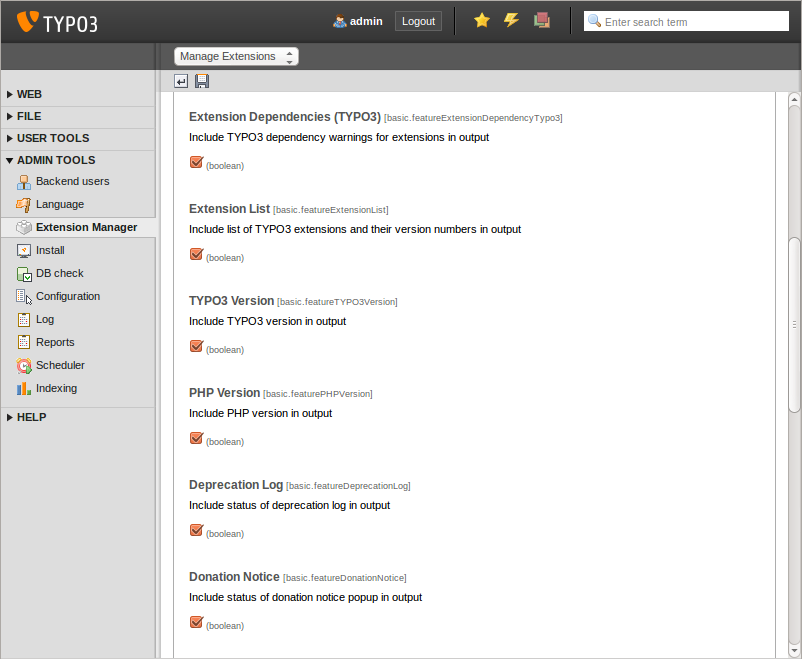 TYPO3
admin
Logout
Enter search term
Manage Extensions
WEB
FILE
USER TOOLS
ADMIN TOOLS
Backend users
Language
Extension Manager
Install
DB check
Configuration
Log
Reports
Scheduler
Indexing
HELP
Extension Dependencies (TYPO3) [basic.featureExtensionDependencyTypo3]
Include TYPO3 dependency warnings for extensions in output
(boolean)
Extension List [basic.featureExtensionList]
Include list of TYPO3 extensions and their version numbers in output
(boolean)
TYPO3 Version [basic.featureTYPO3Version]
Include TYPO3 version in output
(boolean)
PHP Version [basic.featurePHPVersion]
Include PHP version in output
(boolean)
Deprecation Log [basic.featureDeprecationLog]
Include status of deprecation log in output
(boolean)
Donation Notice [basic.featureDonationNotice]
Include status of donation notice popup in output
(boolean)